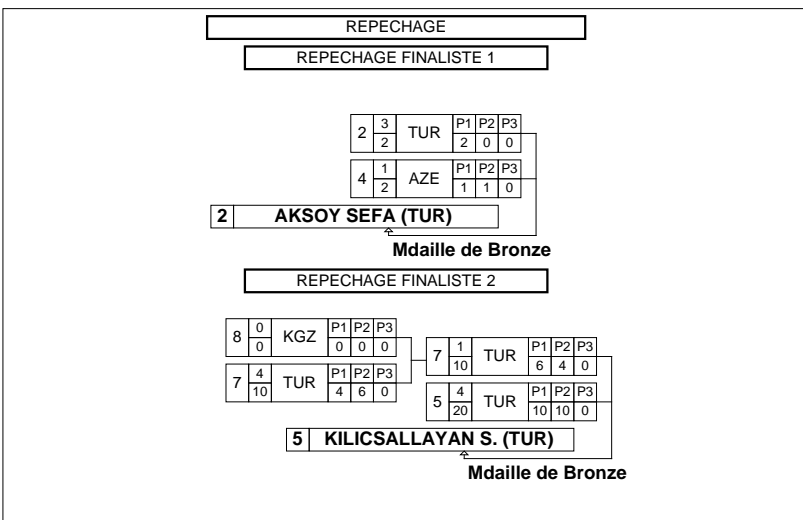 REPECHAGE
REPECHAGE FINALISTE 1
2 3 TUR P1 P2 P3
2 2 0 0
4 1 AZE P1 P2 P3
2 1 1 0
2 AKSOY SEFA (TUR)
Mdaille de Bronze
REPECHAGE FINALISTE 2
8 0 KGZ P1 P2 P3
0 0 0 0
7 4 TUR P1 P2 P3
10 4 6 0
7 1 TUR P1 P2 P3
10 6 4 0
5 4 TUR P1 P2 P3
20 10 10 0
5 KILICSALLAYAN S. (TUR)
Mdaille de Bronze